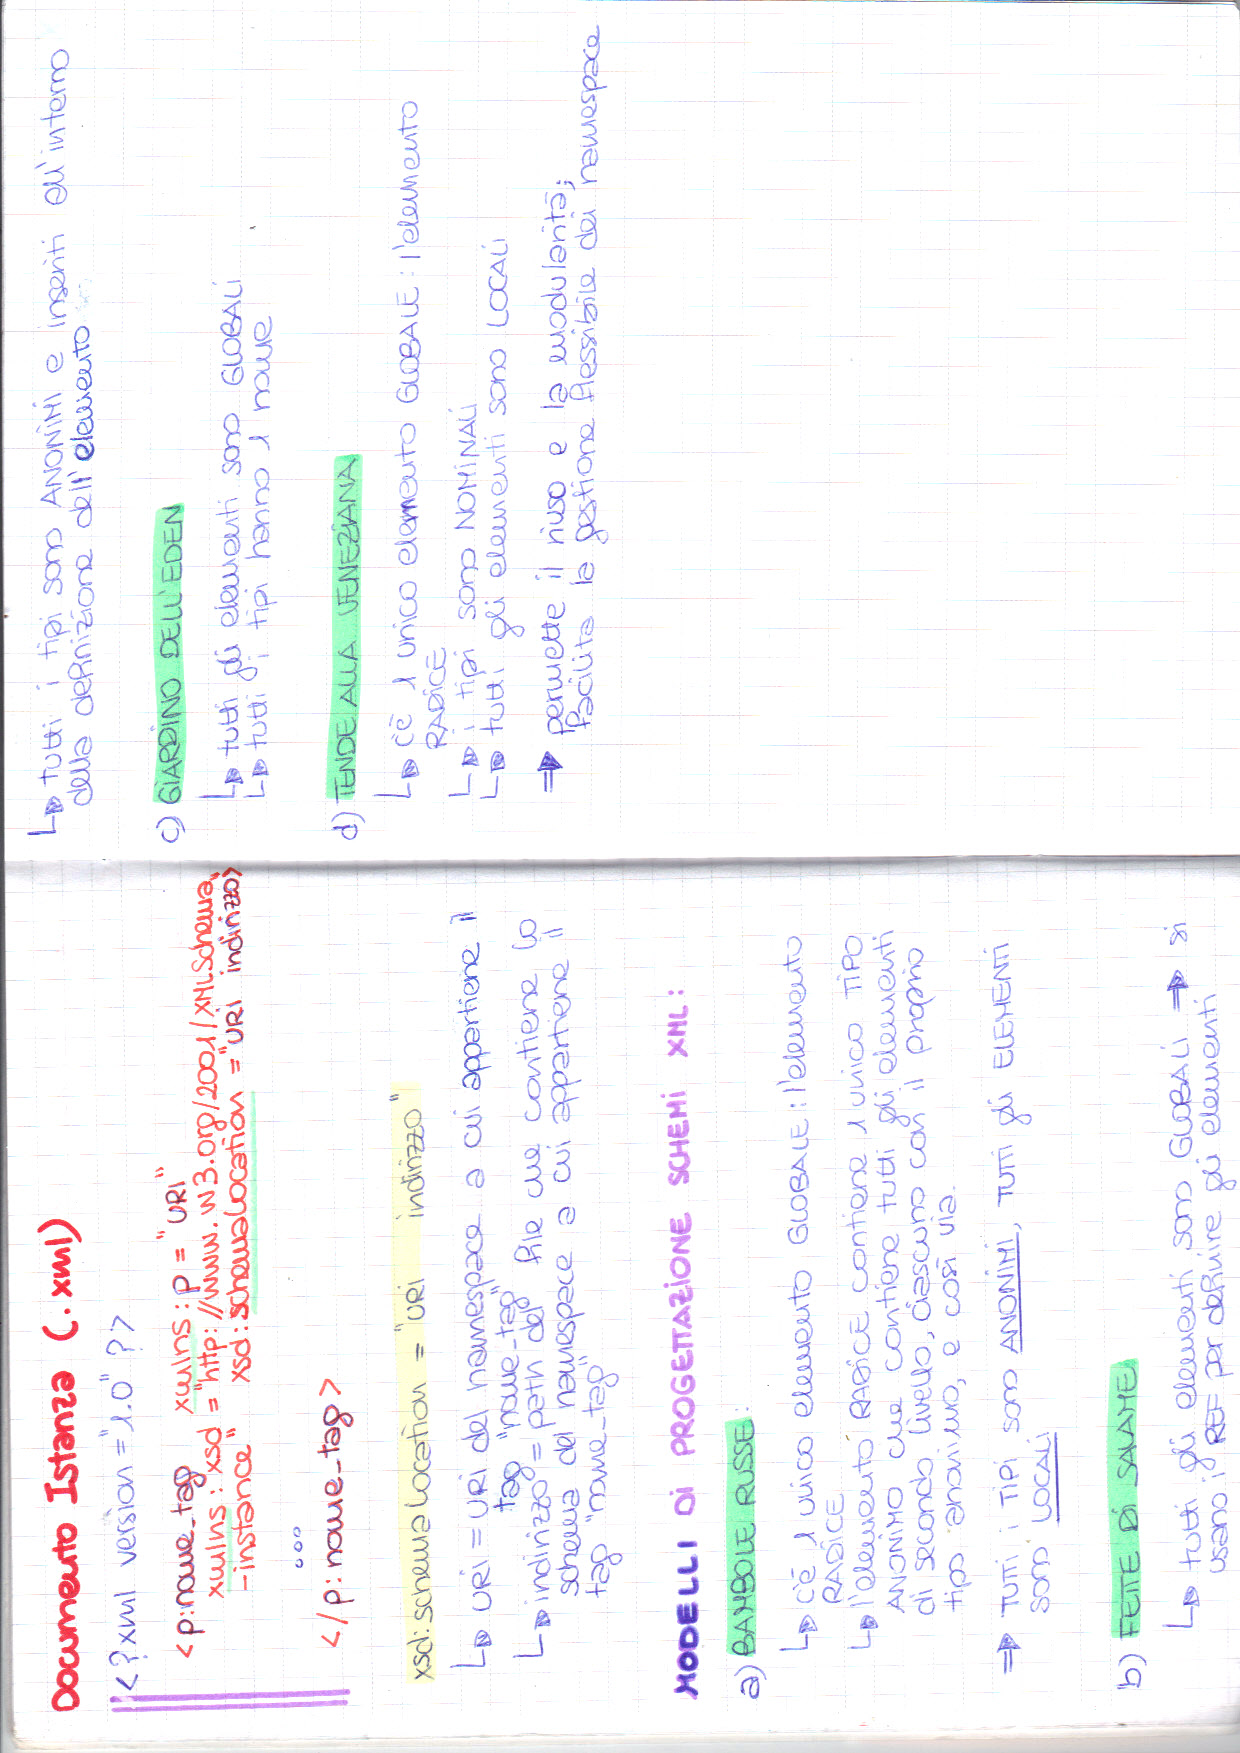 Documento Istanza (.xml)
<?xml version="1.0"?>
<p:nome_tag xmlns:p="URI"
xmlns:xsd="http://www.w3.org/2001/XMLSchema
-instance" xsd:schemaLocation="URI indirizzo">
...
</p:nome_tag>
xsd:schemaLocation="URI indirizzo"
↳ URI = URI del namespace a cui appartiene il
tag "nome_tag"
↳ indirizzo = path del file che contiene lo
schema del namespace a cui appartiene il
tag "nome_tag"
MODELLI DI PROGETTAZIONE SCHEMI XML:
a) BAMBOLE RUSSE:
↳ c'è 1 unico elemento GLOBALE: l'elemento
RADICE
↳ l'elemento RADICE contiene 1 unico TIPO
ANONIMO che contiene tutti gli elementi
di secondo livello, ciascuno con il proprio
tipo anonimo, e così via.
⇒ TUTTI i TIPI sono ANONIMI, TUTTI gli ELEMENTI
sono LOCALI
b) FETTE DI SALAME
↳ tutti gli elementi sono GLOBALI ⇒ si
usano i REF per definire gli elementi
↳ tutti i tipi sono ANONIMI e inseriti all'interno
della definizione dell'elemento
c) GIARDINO DELL'EDEN
↳ tutti gli elementi sono GLOBALI
↳ tutti i tipi hanno 1 nome
d) TENDE ALLA VENEZIANA
↳ c'è 1 unico elemento GLOBALE: l'elemento
RADICE
↳ i tipi sono NOMINALI
↳ tutti gli elementi sono LOCALI
⇒ permette il riuso e la modularità;
facilita la gestione flessibile dei namespace